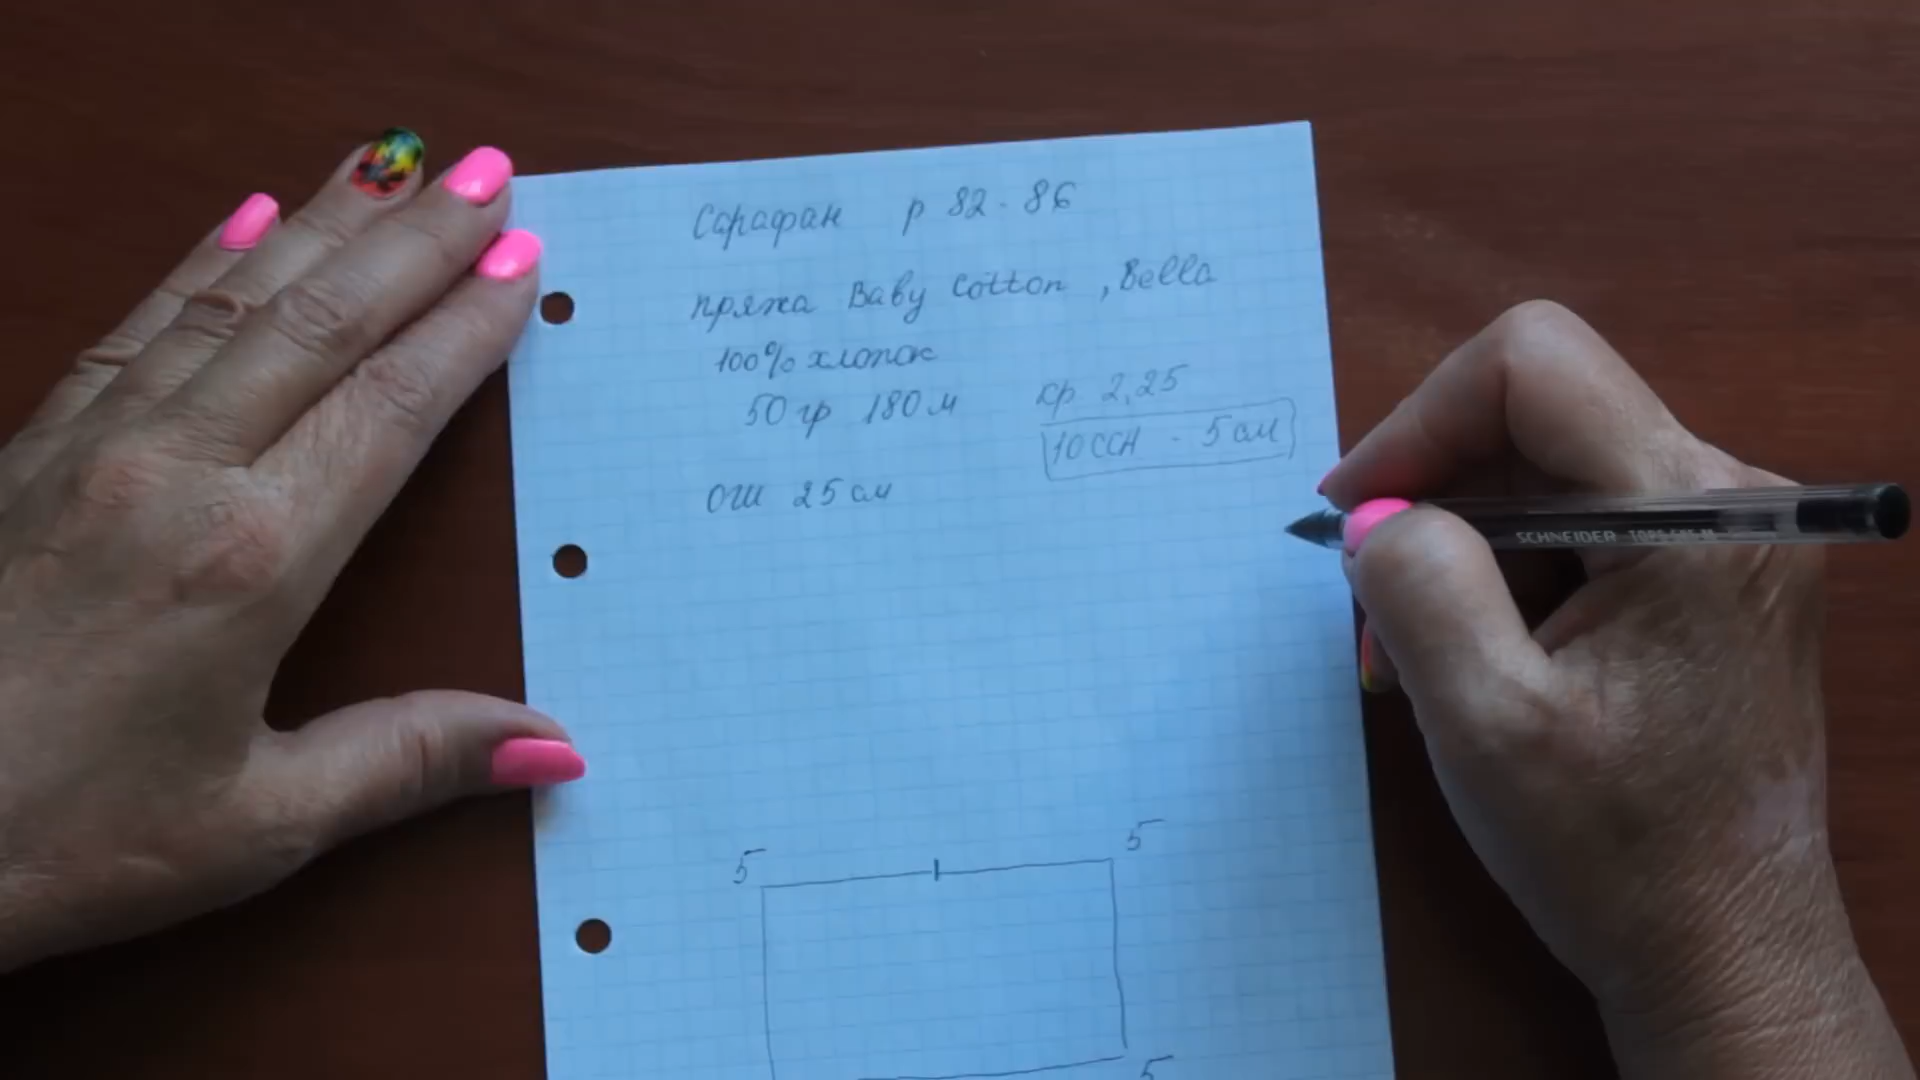 Сарафан р 82-86
пряжа Baby Cotton, Bella
100% хлопок
50 гр 180 м
кр 2,25
10 ССН - 5 см
ОШ 25 см
SCHNEIDER
5 5
5